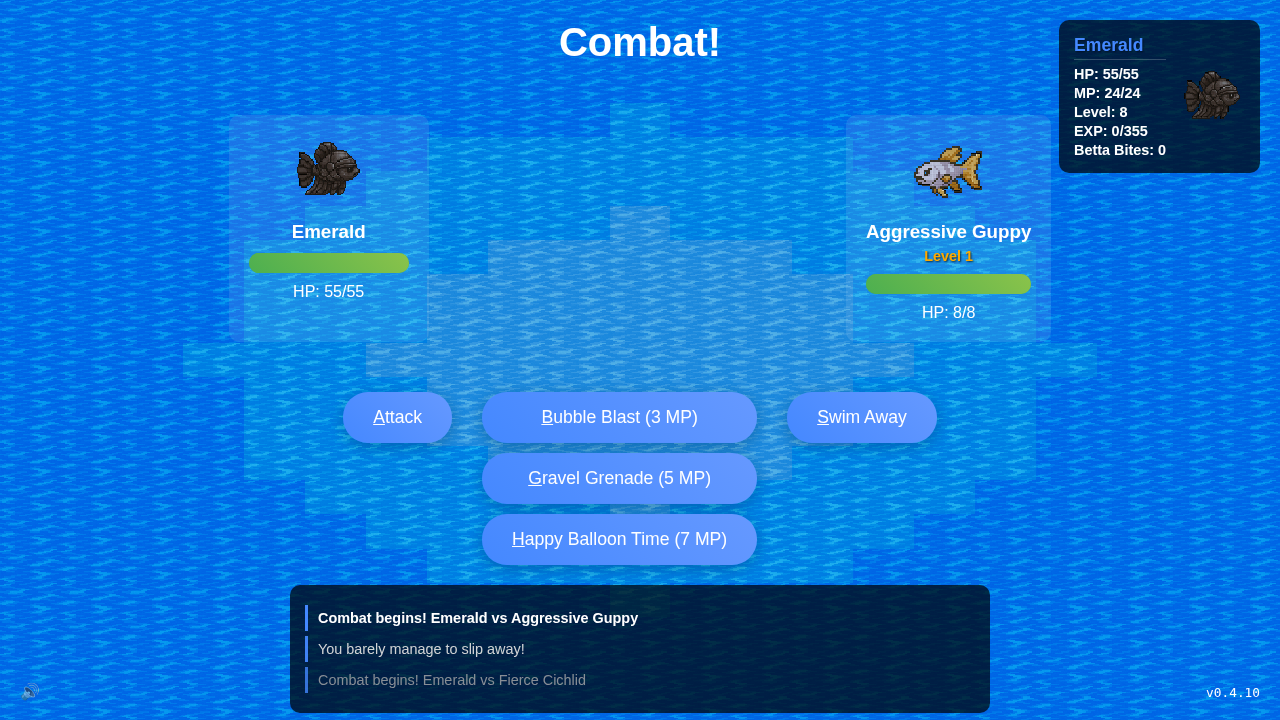 Combat!
Emerald
HP: 55/55
MP: 24/24
Level: 8
EXP: 0/355
Betta Bites: 0
Emerald
HP: 55/55
Aggressive Guppy
Level 1
HP: 8/8
Attack
Bubble Blast (3 MP)
Gravel Grenade (5 MP)
Happy Balloon Time (7 MP)
Swim Away
Combat begins! Emerald vs Aggressive Guppy
You barely manage to slip away!
Combat begins! Emerald vs Fierce Cichlid
v0.4.10